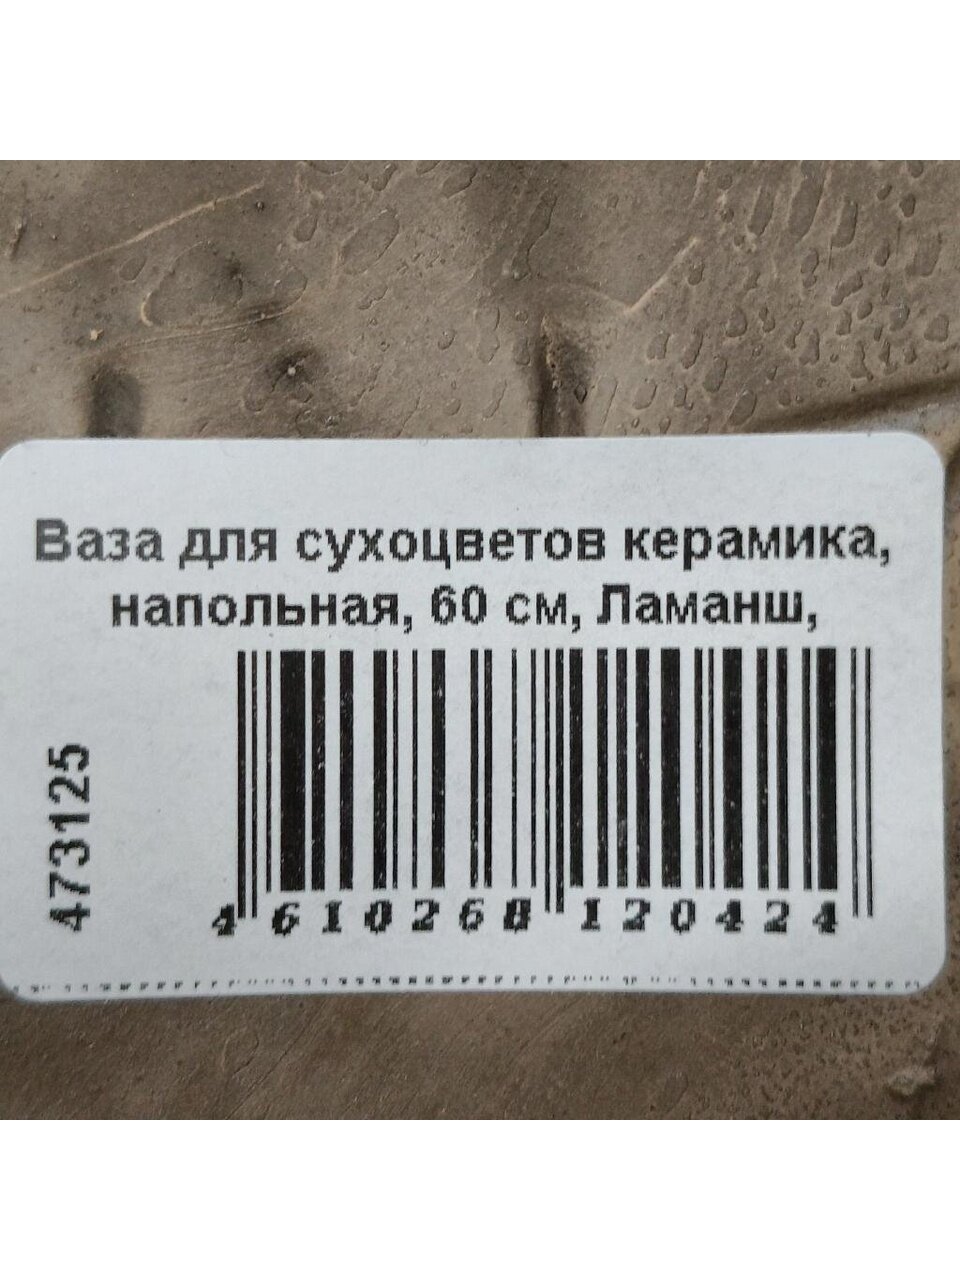 Ваза для сухоцветов керамика,
напольная, 60 см, Ламанш,
473125
4 610268 120424